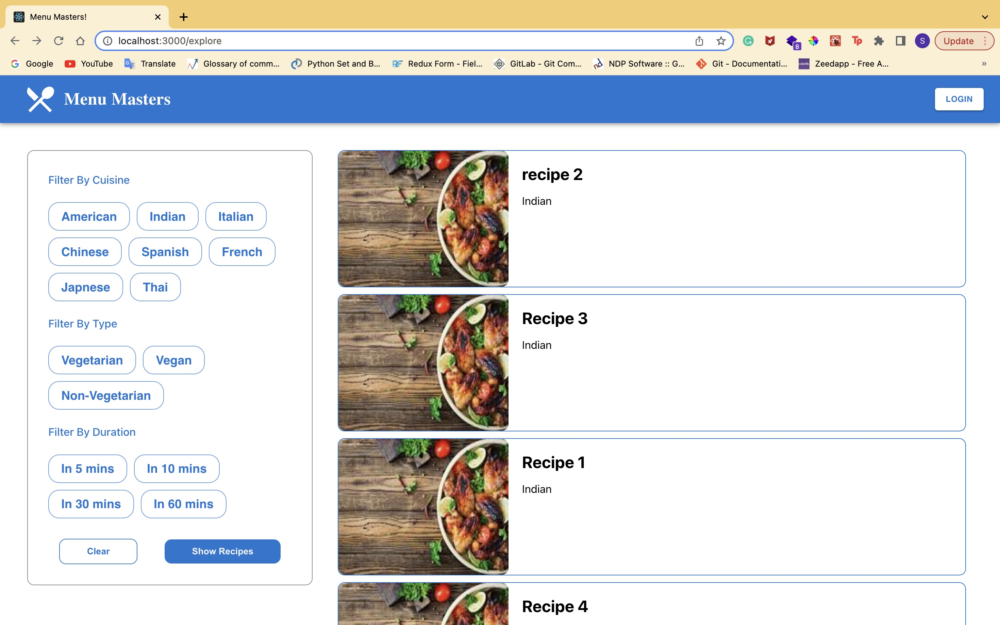 Menu Masters!
localhost:3000/explore
8
S
Update
Google
YouTube
Translate
Glossary of comm...
Python Set and B...
RF
Redux Form - Fiel...
GitLab - Git Com...
NDP Software :: G...
Git - Documentati...
colorlib.
Zeedapp - Free A...
»
Menu Masters
LOGIN
Filter By Cuisine
American
Indian
Italian
Chinese
Spanish
French
Japnese
Thai
Filter By Type
Vegetarian
Vegan
Non-Vegetarian
Filter By Duration
In 5 mins
In 10 mins
In 30 mins
In 60 mins
Clear
Show Recipes
recipe 2
Indian
Recipe 3
Indian
Recipe 1
Indian
Recipe 4